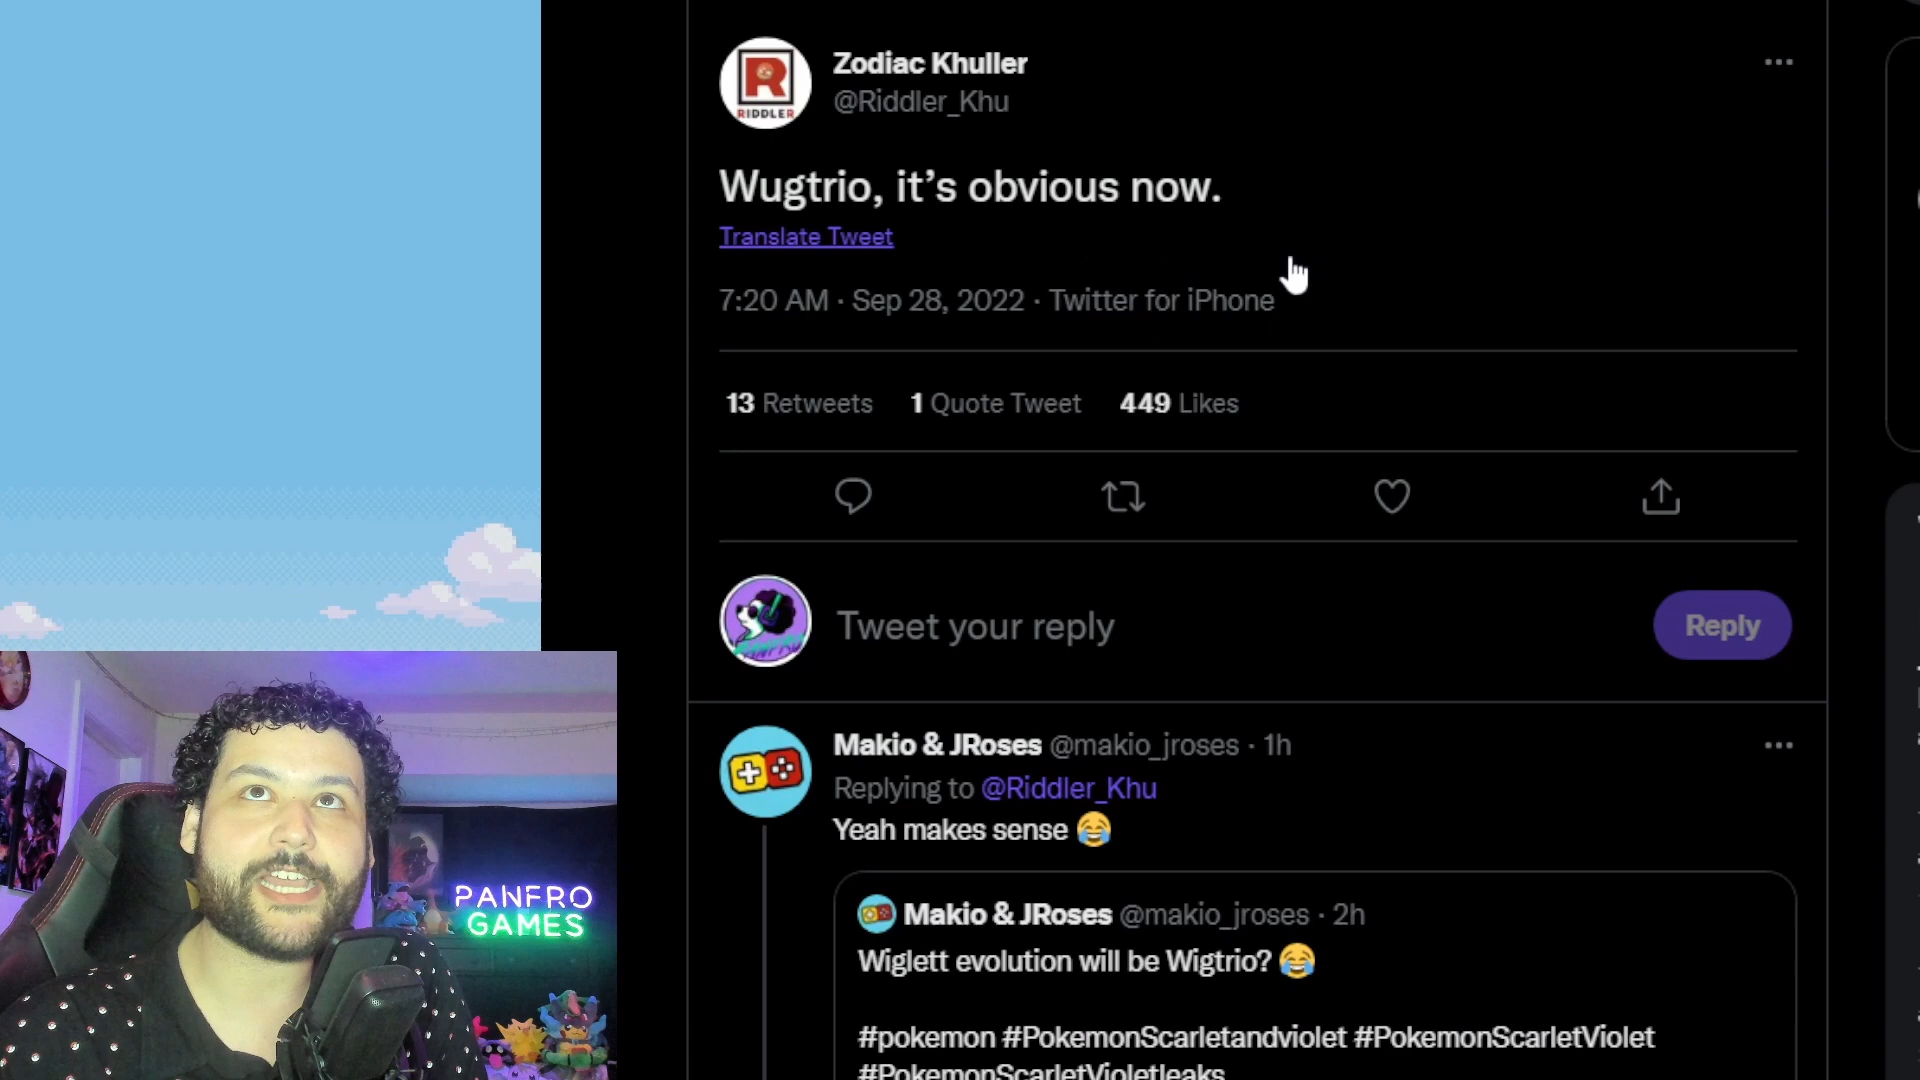 Zodiac Khuller
@Riddler_Khu
R
RIDDLER
Wugtrio, it’s obvious now.
Translate Tweet
7:20 AM · Sep 28, 2022 · Twitter for iPhone
13 Retweets 1 Quote Tweet 449 Likes
Tweet your reply
Reply
Makio & JRoses @makio_jroses · 1h
Replying to @Riddler_Khu
Yeah makes sense 😂
Makio & JRoses @makio_jroses · 2h
Wiglett evolution will be Wigtrio? 😂
#pokemon #PokemonScarletandviolet #PokemonScarletViolet
#PokemonScarletVioletleaks
PANFRO
GAMES